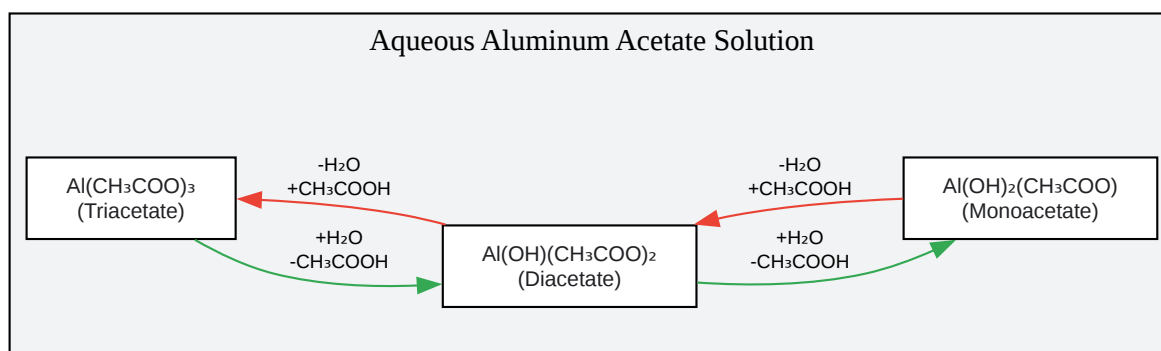 Aqueous Aluminum Acetate Solution
Al(CH₃COO)₃
(Triacetate)
-H₂O
+CH₃COOH
+H₂O
-CH₃COOH
Al(OH)(CH₃COO)₂
(Diacetate)
-H₂O
+CH₃COOH
+H₂O
-CH₃COOH
Al(OH)₂(CH₃COO)
(Monoacetate)